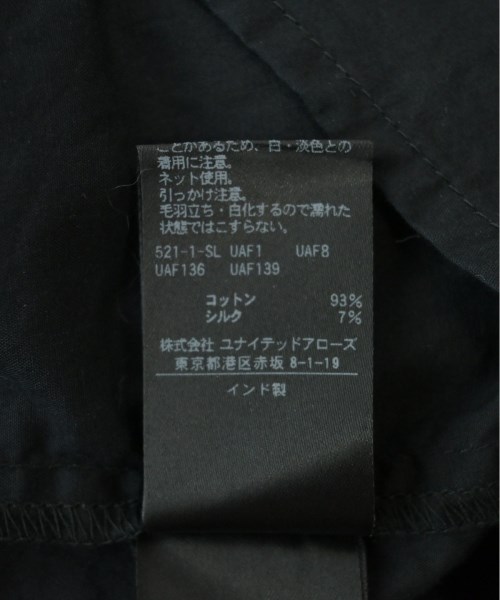 ことがあるため、白・淡色との
着用に注意。
ネット使用。
引っかけ注意。
毛羽立ち・白化するので濡れた
状態ではこすらない。
521-1-SL UAF1 UAF8
UAF136 UAF139
コットン 93%
シルク 7%
株式会社 ユナイテッドアローズ
東京都港区赤坂 8-1-19
インド製